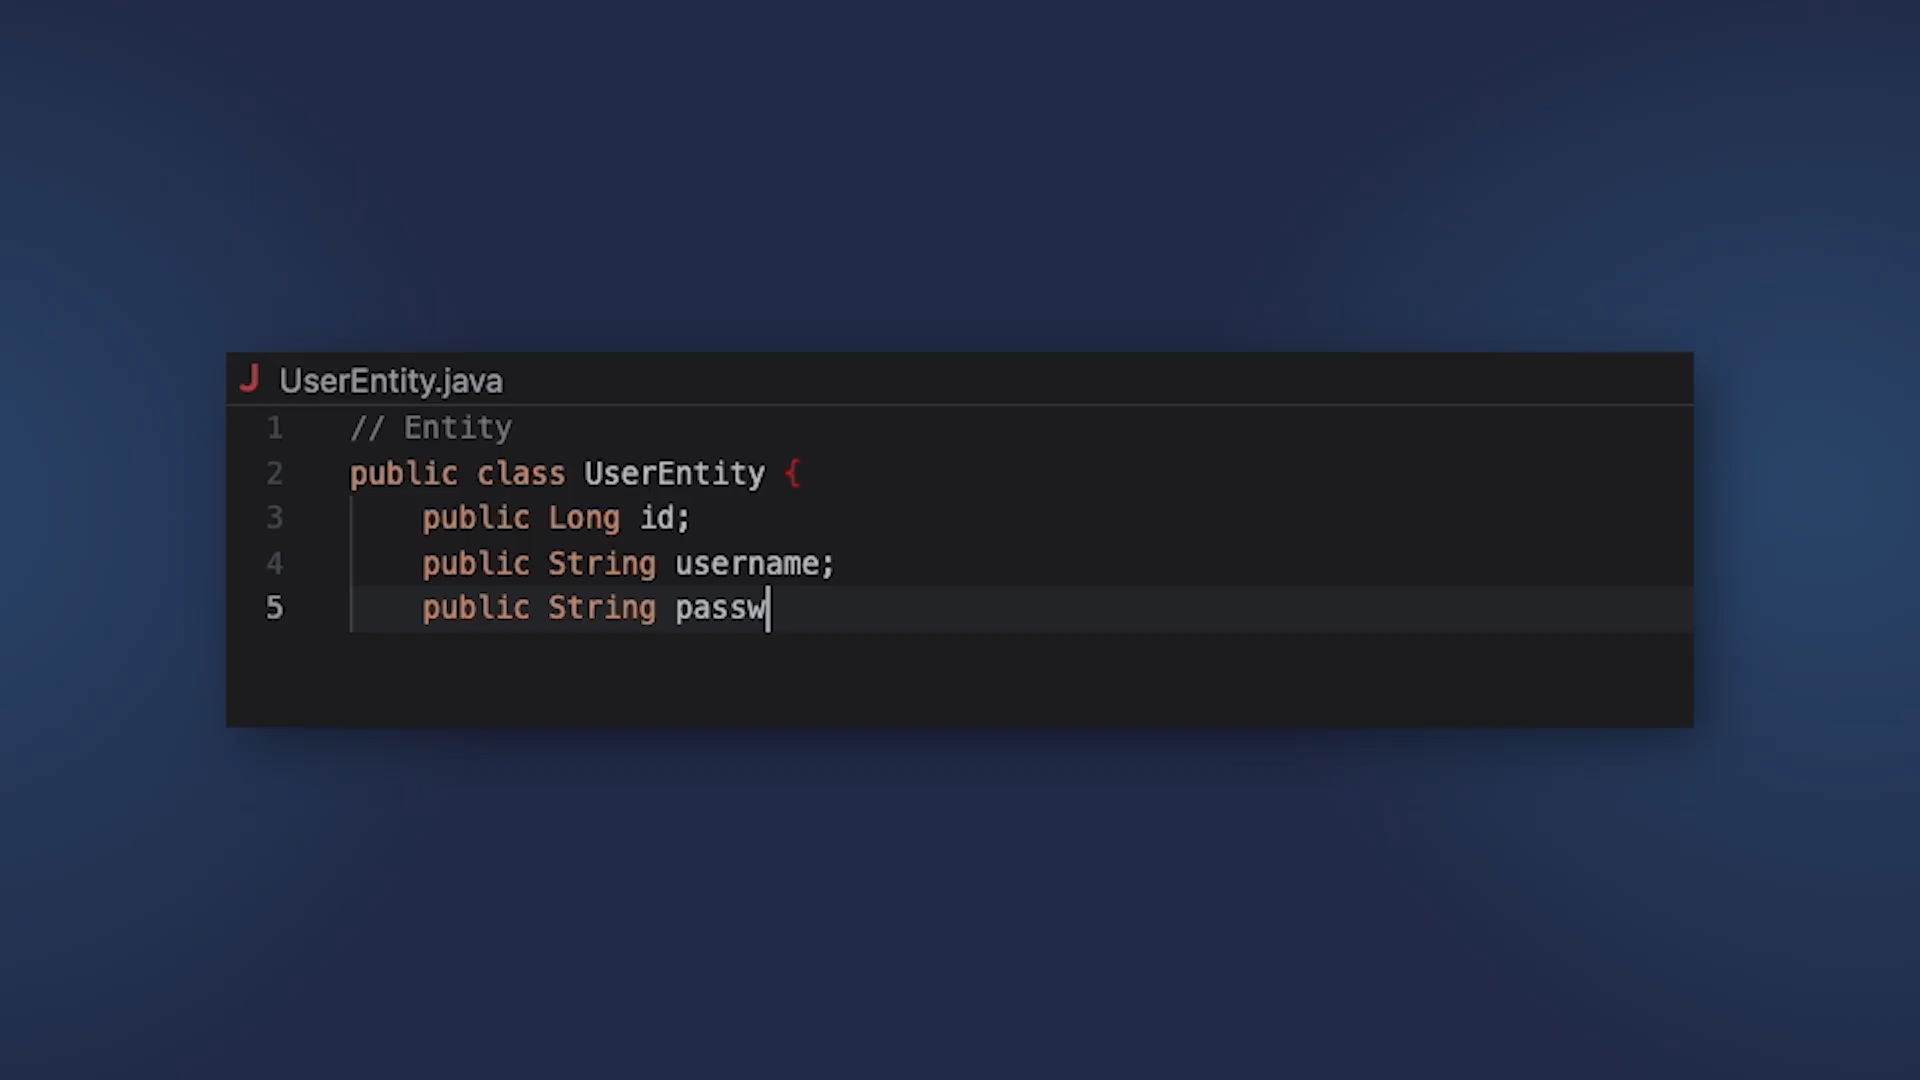 J UserEntity.java
1 // Entity
2 public class UserEntity {
3     public Long id;
4     public String username;
5     public String passw